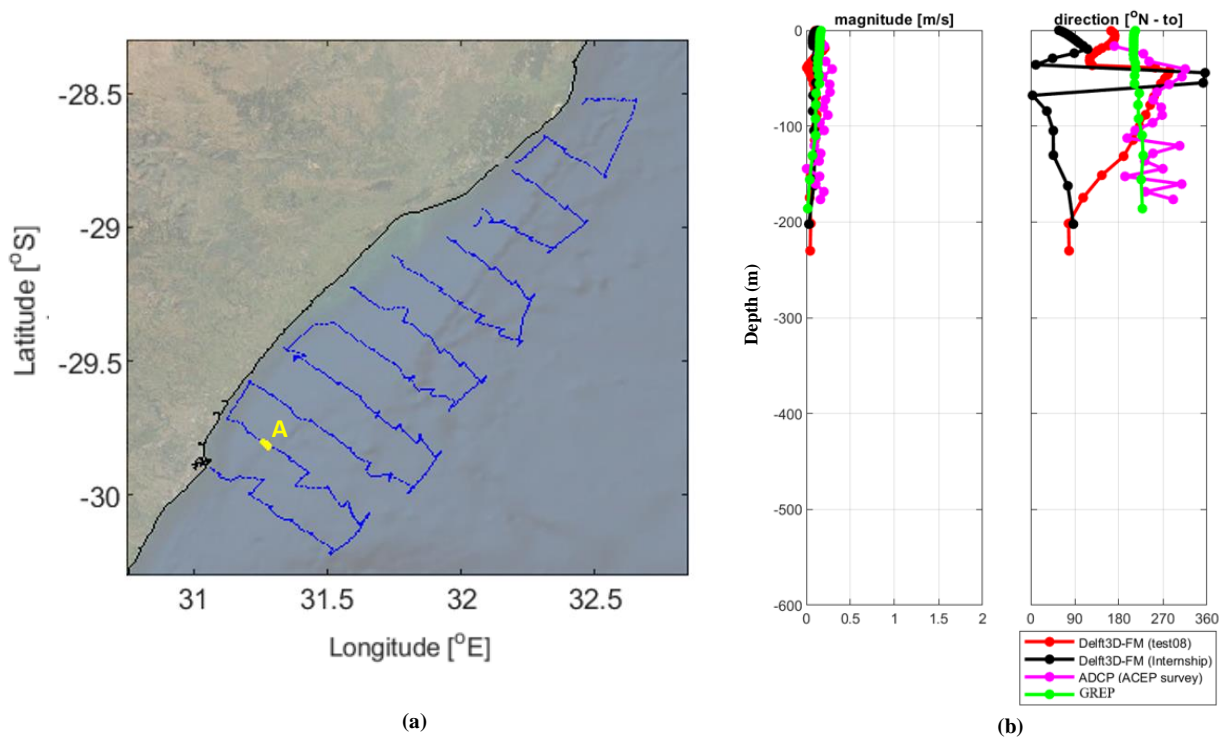 -28.5
-29
-29.5
-30
31
31.5
32
32.5
Latitude [°S]
Longitude [°E]
A
(a)
magnitude [m/s]
0
-100
-200
-300
-400
-500
-600
0
0.5
1
1.5
2
Depth (m)
direction [°N - to]
0
90
180
270
360
Delft3D-FM (test08)
Delft3D-FM (Internship)
ADCP (ACEP survey)
GREP
(b)